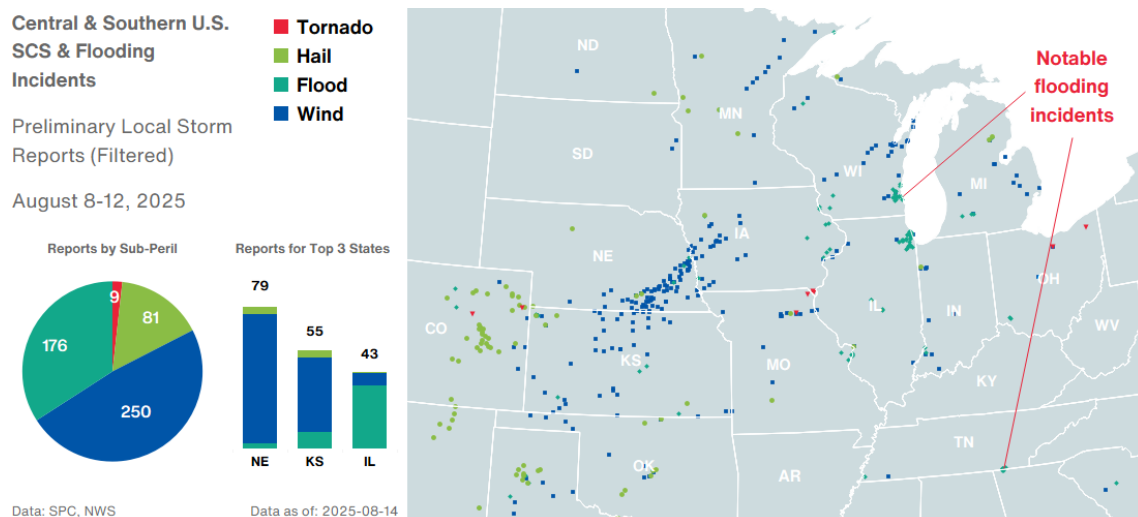 Central & Southern U.S.
SCS & Flooding
Incidents
Preliminary Local Storm
Reports (Filtered)
August 8-12, 2025
Tornado
Hail
Flood
Wind
Reports by Sub-Peril
9
81
176
250
Reports for Top 3 States
79
55
43
NE
KS
IL
Data: SPC, NWS
Data as of: 2025-08-14
Notable
flooding
incidents
ND
MN
SD
WI
MI
IA
NE
OH
IL
IN
CO
WV
KS
MO
KY
TN
OK
AR